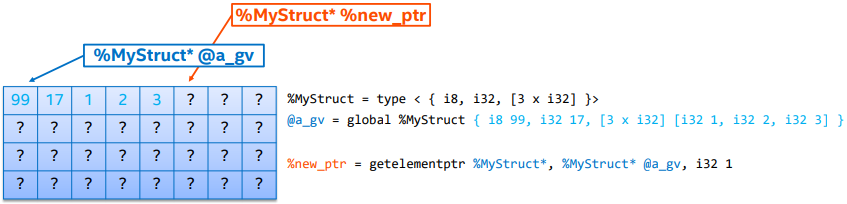 %MyStruct* %new_ptr
%MyStruct* @a_gv
99 17 1 2 3 ? ? ?
? ? ? ? ? ? ? ?
? ? ? ? ? ? ? ?
? ? ? ? ? ? ? ?
%MyStruct = type < { i8, i32, [3 x i32] }>
@a_gv = global %MyStruct { i8 99, i32 17, [3 x i32] [i32 1, i32 2, i32 3] }
%new_ptr = getelementptr %MyStruct*, %MyStruct* @a_gv, i32 1